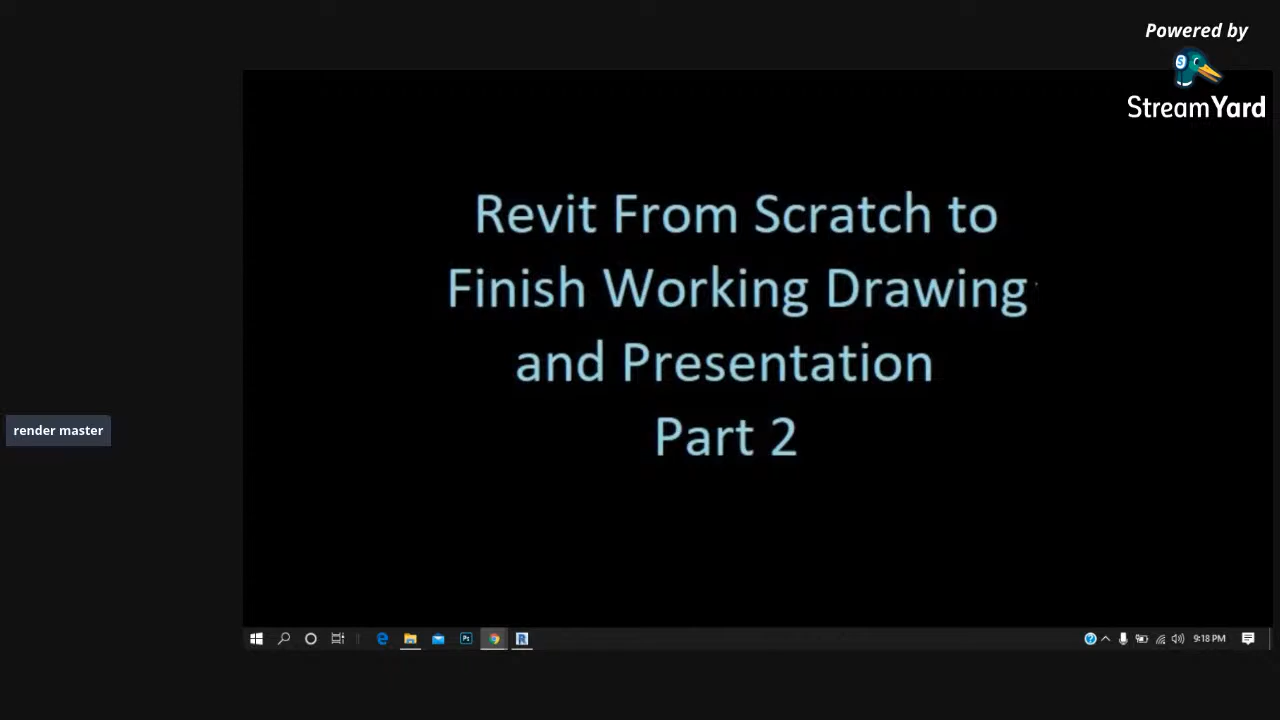 Powered by
StreamYard
Revit From Scratch to
Finish Working Drawing
and Presentation
Part 2
render master
9:18 PM